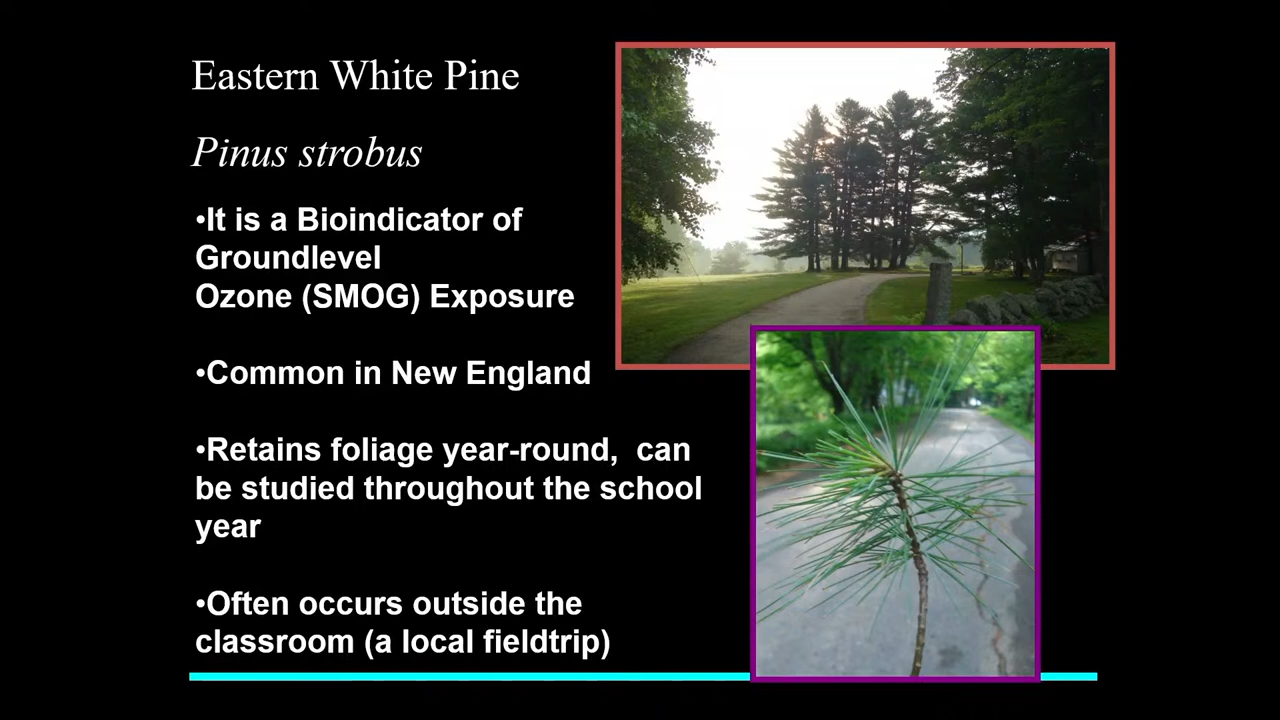 Eastern White Pine
Pinus strobus
•It is a Bioindicator of
Groundlevel
Ozone (SMOG) Exposure
•Common in New England
•Retains foliage year-round,  can
be studied throughout the school
year
•Often occurs outside the
classroom (a local fieldtrip)